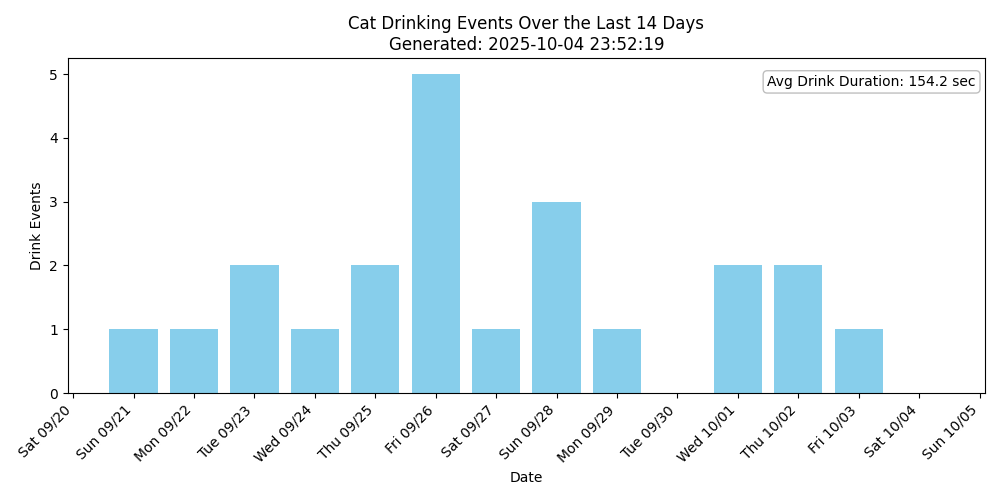 Cat Drinking Events Over the Last 14 Days
Generated: 2025-10-04 23:52:19
Avg Drink Duration: 154.2 sec
Drink Events
5
4
3
2
1
0
Sat 09/20
Sun 09/21
Mon 09/22
Tue 09/23
Wed 09/24
Thu 09/25
Fri 09/26
Sat 09/27
Sun 09/28
Mon 09/29
Tue 09/30
Wed 10/01
Thu 10/02
Fri 10/03
Sat 10/04
Sun 10/05
Date